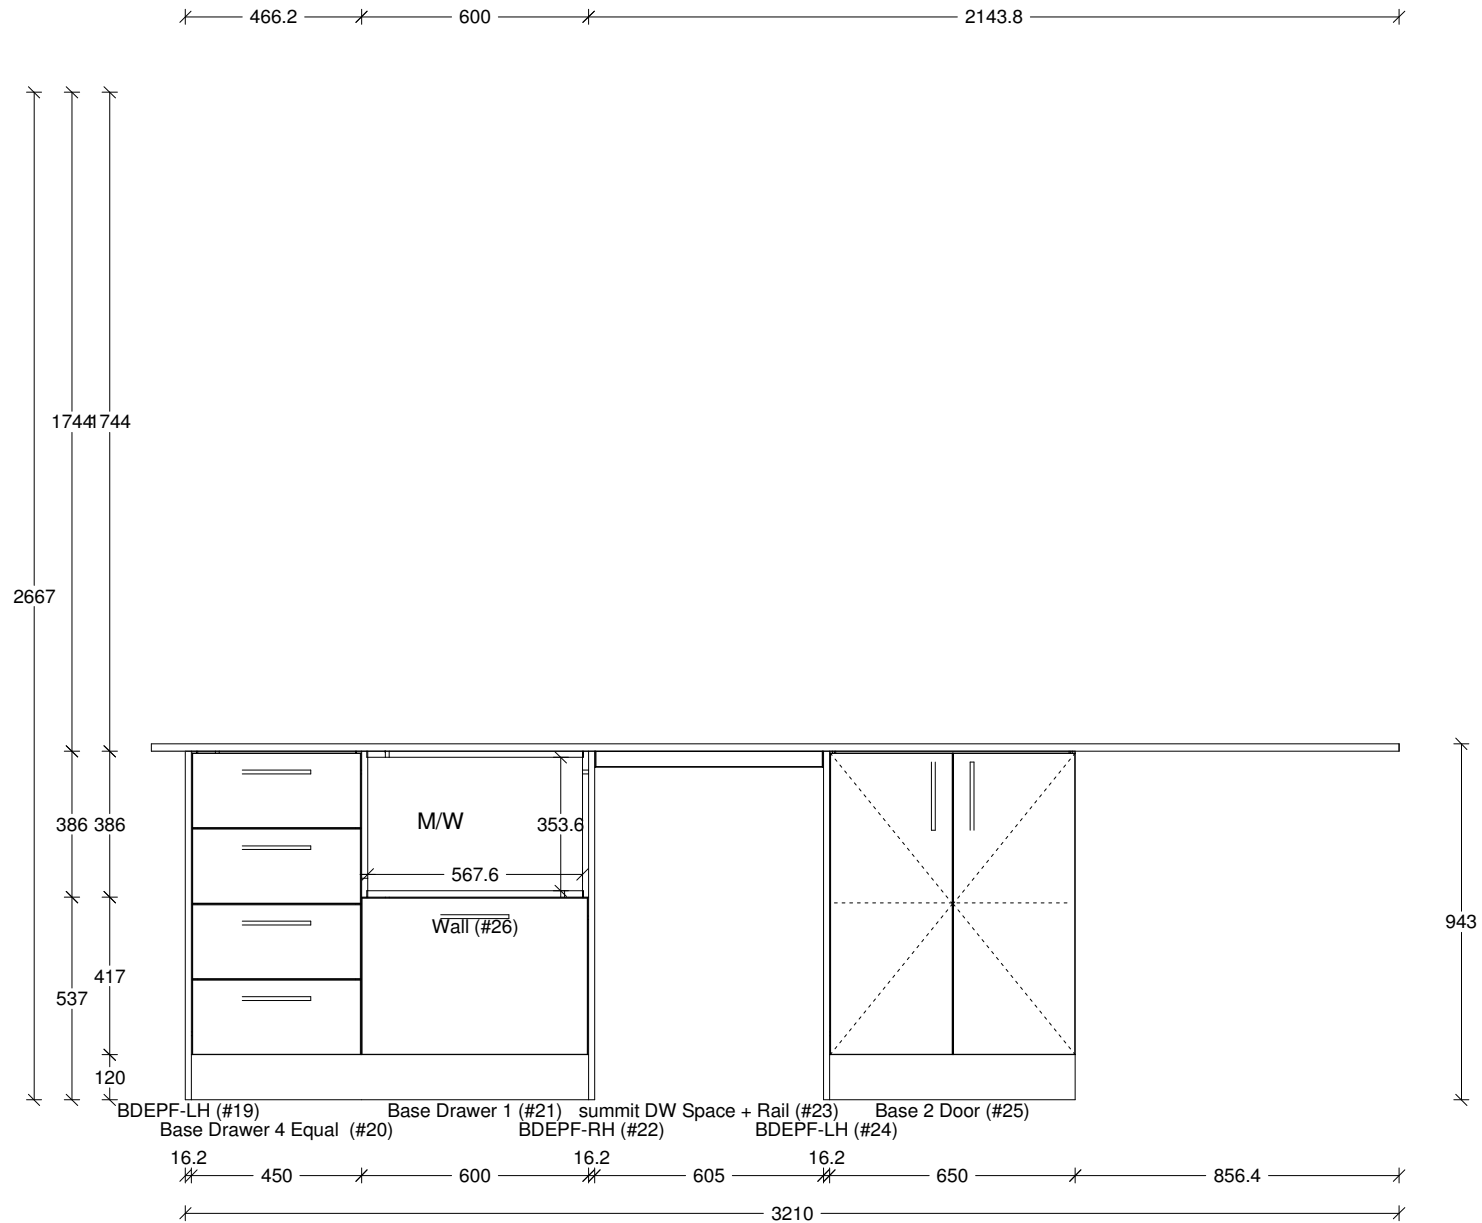 466.2 600 2143.8
1744 1744
2667
M/W
386 386 353.6
567.6
Wall (#26)
943
417
537
120
BDEPF-LH (#19) Base Drawer 1 (#21) summit DW Space + Rail (#23) Base 2 Door (#25)
Base Drawer 4 Equal (#20) BDEPF-RH (#22) BDEPF-LH (#24)
16.2 16.2 16.2
450 600 605 650 856.4
3210